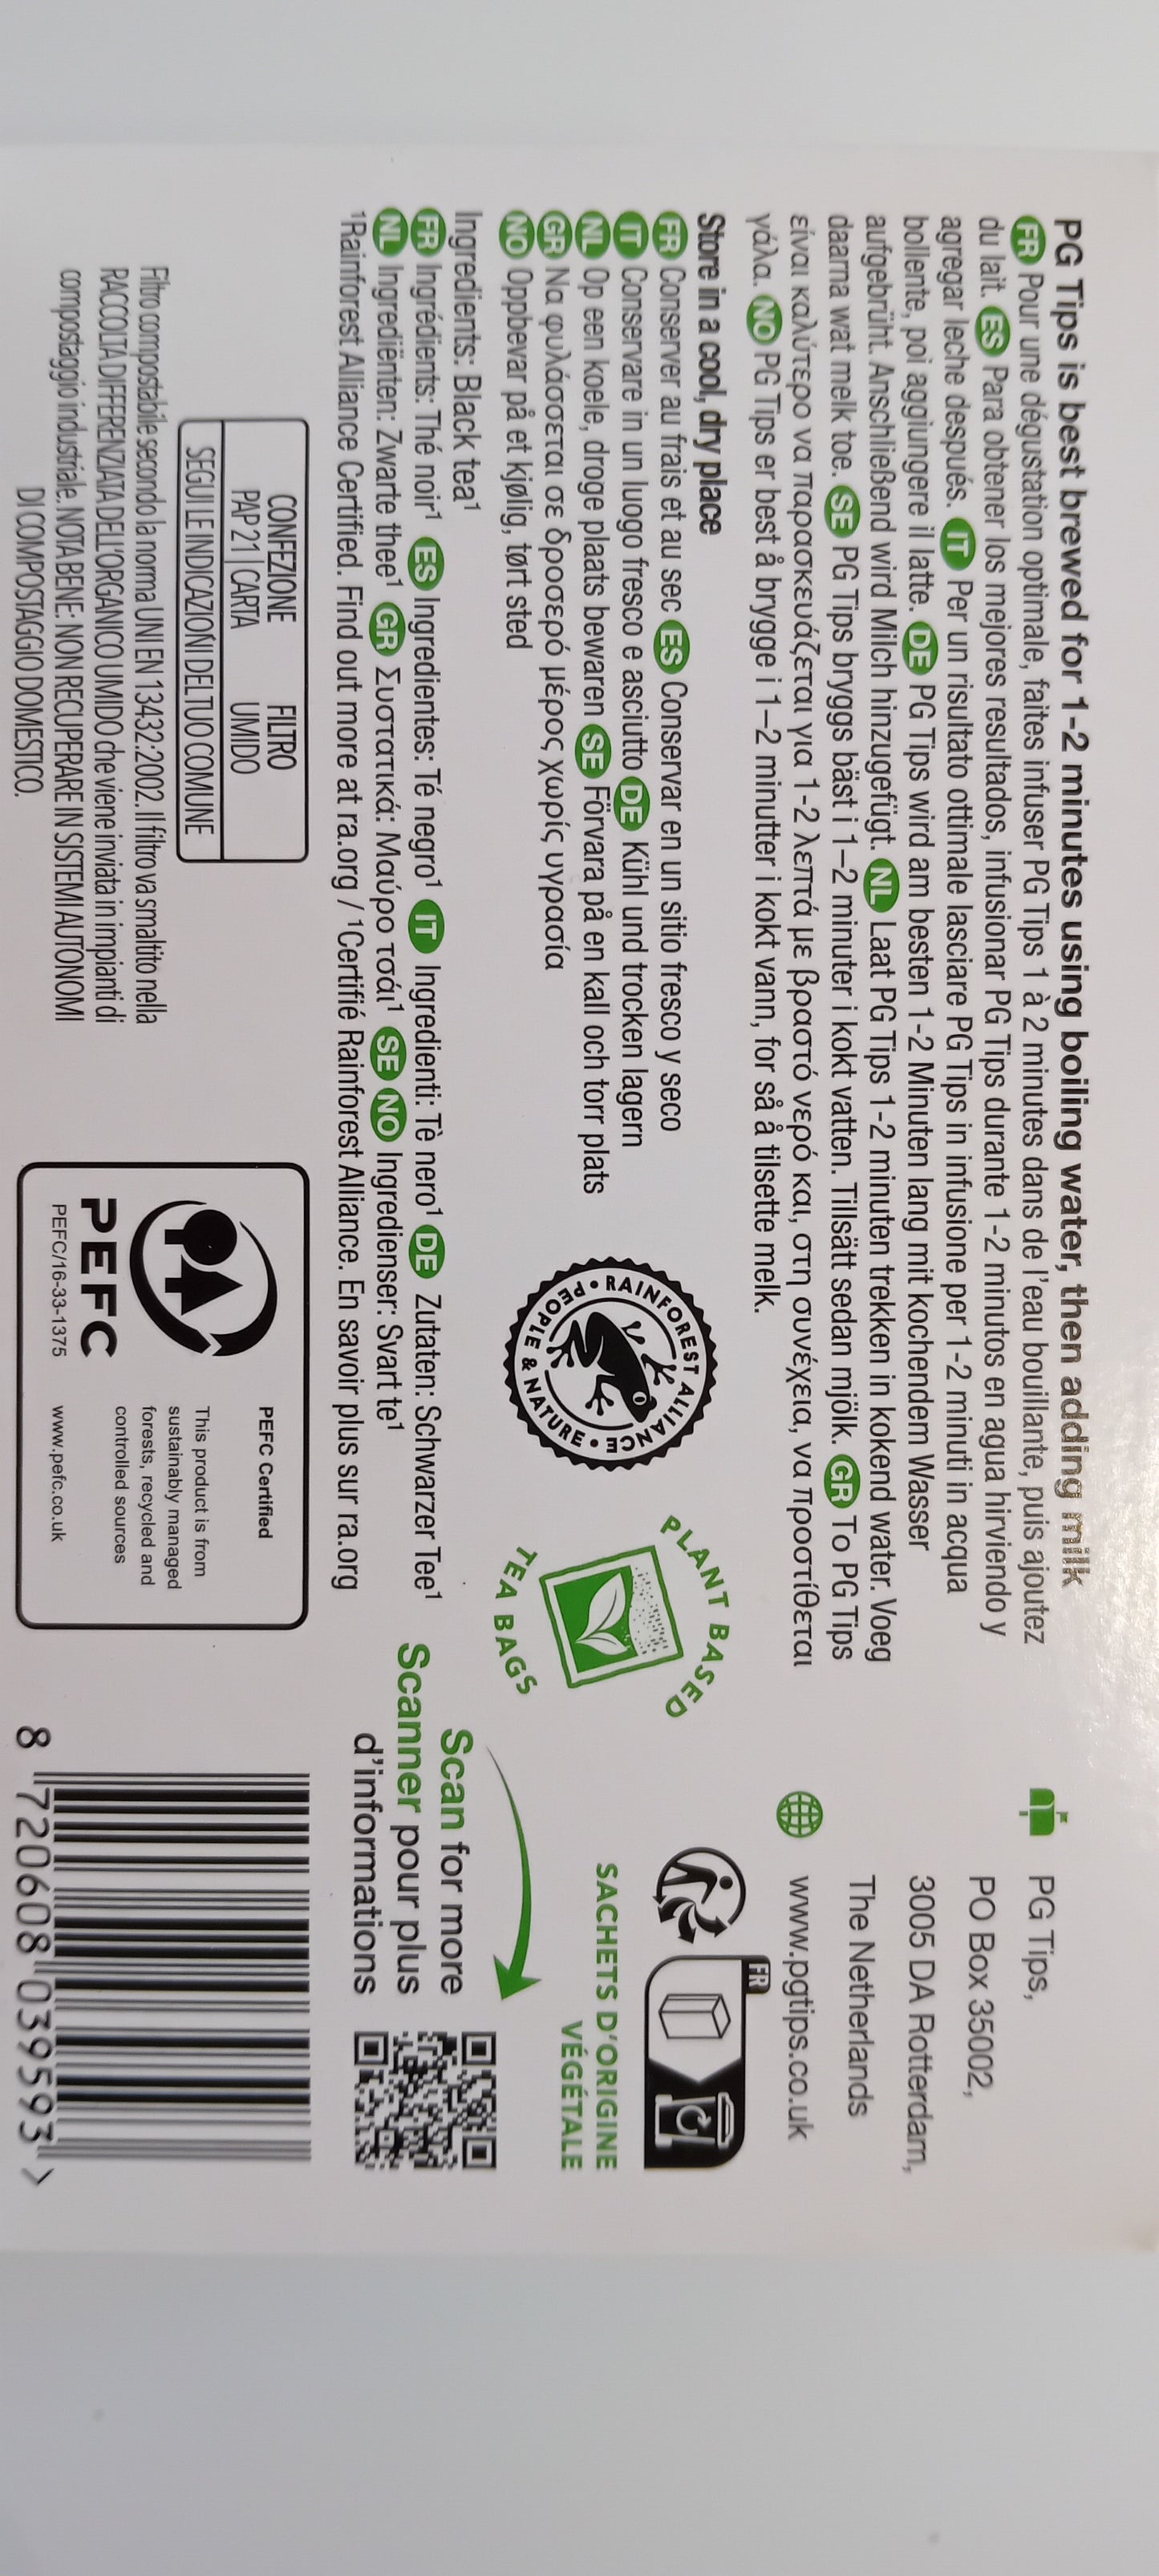 PG Tips is best brewed for 1-2 minutes using boiling water, then adding milk
FR Pour une dégustation optimale, faites infuser PG Tips 1 à 2 minutes dans de l'eau bouillante, puis ajoutez
du lait. ES Para obtener los mejores resultados, infusionar PG Tips durante 1-2 minutos en agua hirviendo y
agregar leche después. IT Per un risultato ottimale lasciare PG Tips in infusione per 1-2 minuti in acqua
bollente, poi aggiungere il latte. DE PG Tips wird am besten 1-2 Minuten lang mit kochendem Wasser
aufgebrüht. Anschließend wird Milch hinzugefügt. NL Laat PG Tips 1-2 minuten trekken in kokend water. Voeg
daarna wat melk toe. SE PG Tips bryggs bäst i 1–2 minuter i kokt vatten. Tillsätt sedan mjölk. GR Το PG Tips
είναι καλύτερο να παρασκευάζεται για 1-2 λεπτά με βραστό νερό και, στη συνέχεια, να προστίθεται
γάλα. NO PG Tips er best å brygge i 1–2 minutter i kokt vann, for så å tilsette melk.
Store in a cool, dry place
FR Conserver au frais et au sec ES Conservar en un sitio fresco y seco
IT Conservare in un luogo fresco e asciutto DE Kühl und trocken lagern
NL Op een koele, droge plaats bewaren SE Förvara på en kall och torr plats
GR Να φυλάσσεται σε δροσερό μέρος χωρίς υγρασία
NO Oppbevar på et kjølig, tørt sted
Ingredients: Black tea¹
FR Ingrédients: Thé noir¹ ES Ingredientes: Té negro¹ IT Ingredienti: Tè nero¹ DE Zutaten: Schwarzer Tee¹
NL Ingrediënten: Zwarte thee¹ GR Συστατικά: Μαύρο τσάι¹ SE NO Ingredienser: Svart te¹
¹Rainforest Alliance Certified. Find out more at ra.org / ¹Certifié Rainforest Alliance. En savoir plus sur ra.org
RAINFOREST ALLIANCE • PEOPLE & NATURE •
PLANT BASED
TEA BAGS
PG Tips,
PO Box 35002,
3005 DA Rotterdam,
The Netherlands
www.pgtips.co.uk
FR
SACHETS D'ORIGINE
VÉGÉTALE
Scan for more
Scanner pour plus
d'informations
CONFEZIONE FILTRO
PAP 21 | CARTA UMIDO
SEGUI LE INDICAZIONI DEL TUO COMUNE
Filtro compostabile secondo la norma UNI EN 13432:2002. Il filtro va smaltito nella
RACCOLTA DIFFERENZIATA DELL'ORGANICO UMIDO che viene inviata in impianti di
compostaggio industriale. NOTA BENE: NON RECUPERARE IN SISTEMI AUTONOMI
DI COMPOSTAGGIO DOMESTICO.
PEFC
PEFC/16-33-1375
PEFC Certified
This product is from
sustainably managed
forests, recycled and
controlled sources
www.pefc.co.uk
8 720608 039593 >